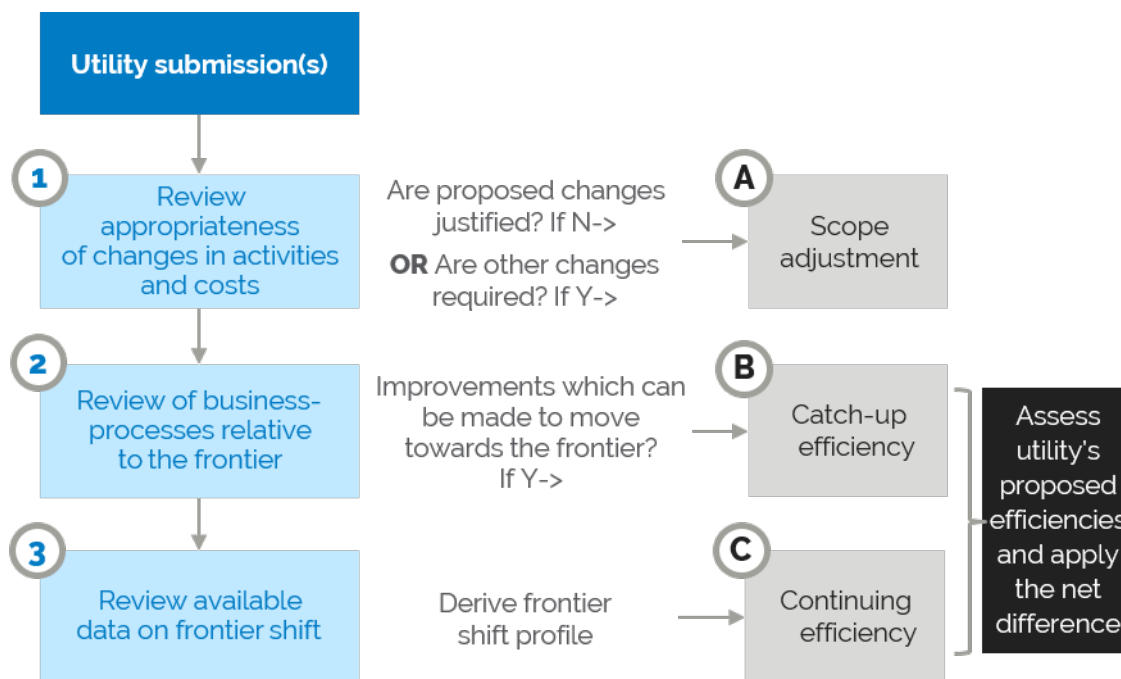 Utility submission(s)
1
Review
appropriateness
of changes in activities
and costs
Are proposed changes
justified? If N->
OR Are other changes
required? If Y->
A
Scope
adjustment
2
Review of business-
processes relative
to the frontier
Improvements which can
be made to move
towards the frontier?
If Y->
B
Catch-up
efficiency
3
Review available
data on frontier shift
Derive frontier
shift profile
C
Continuing
efficiency
Assess
utility's
proposed
efficiencies
and apply
the net
difference